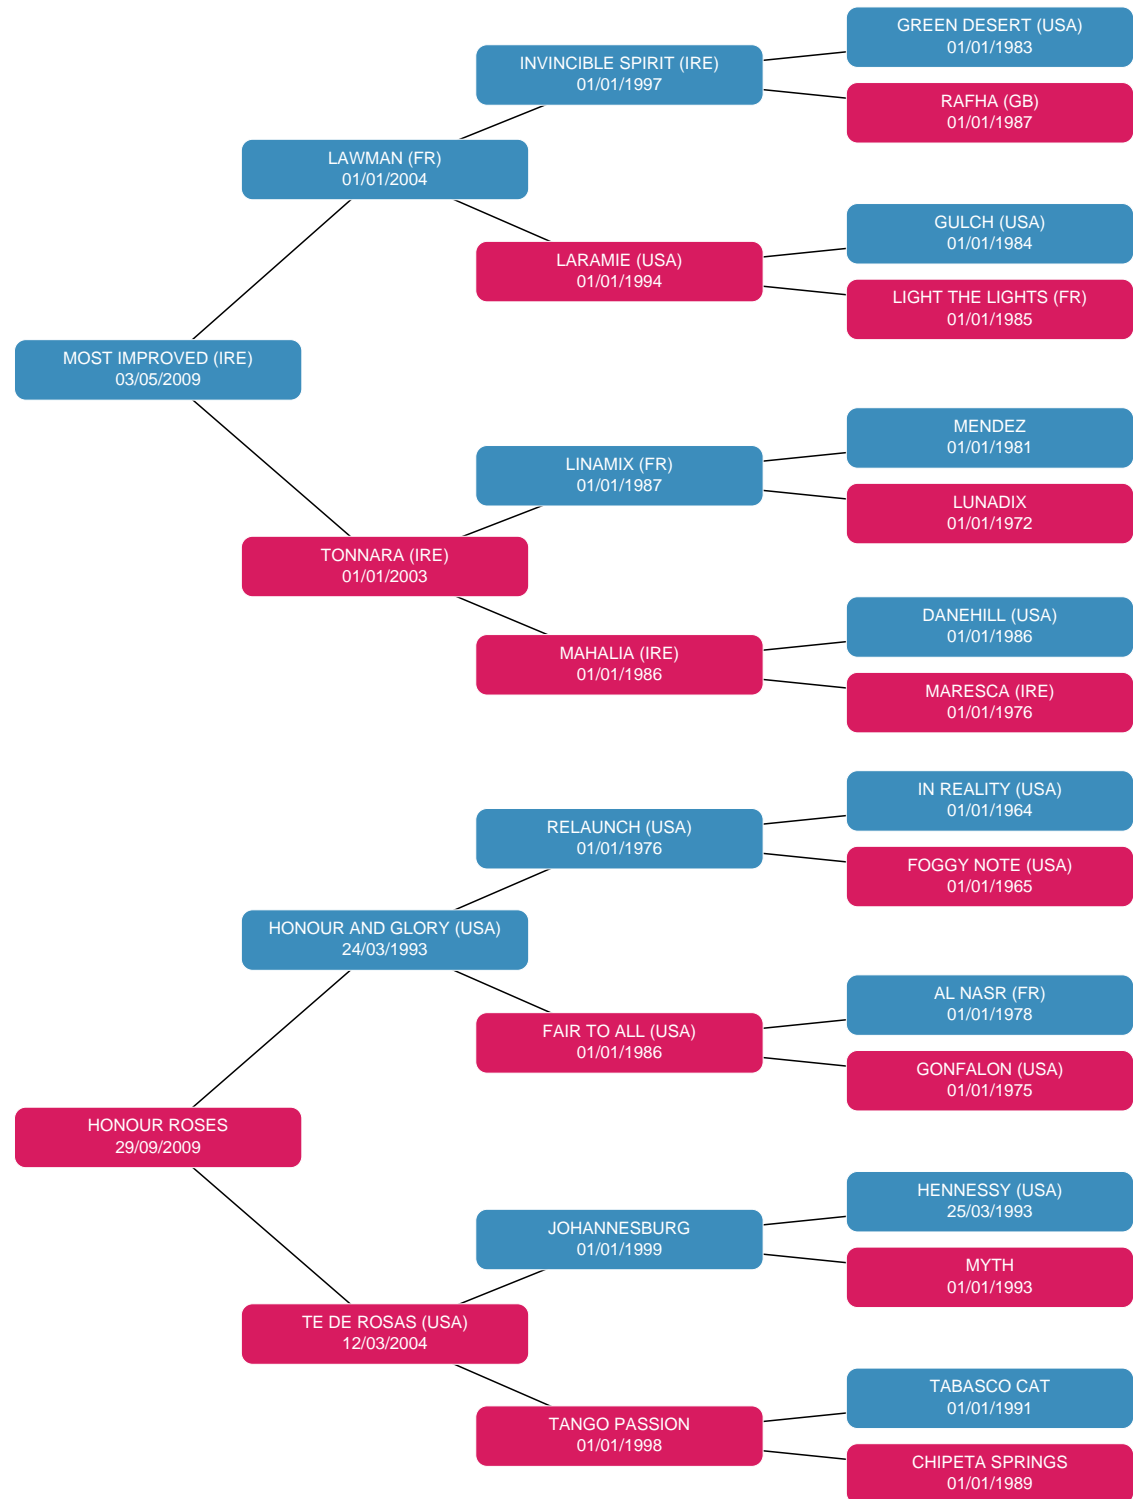 GREEN DESERT (USA)
01/01/1983
INVINCIBLE SPIRIT (IRE)
01/01/1997
RAFHA (GB)
01/01/1987
LAWMAN (FR)
01/01/2004
GULCH (USA)
01/01/1984
LARAMIE (USA)
01/01/1994
LIGHT THE LIGHTS (FR)
01/01/1985
MOST IMPROVED (IRE)
03/05/2009
MENDEZ
01/01/1981
LINAMIX (FR)
01/01/1987
LUNADIX
01/01/1972
TONNARA (IRE)
01/01/2003
DANEHILL (USA)
01/01/1986
MAHALIA (IRE)
01/01/1986
MARESCA (IRE)
01/01/1976
IN REALITY (USA)
01/01/1964
RELAUNCH (USA)
01/01/1976
FOGGY NOTE (USA)
01/01/1965
HONOUR AND GLORY (USA)
24/03/1993
AL NASR (FR)
01/01/1978
FAIR TO ALL (USA)
01/01/1986
GONFALON (USA)
01/01/1975
HONOUR ROSES
29/09/2009
HENNESSY (USA)
25/03/1993
JOHANNESBURG
01/01/1999
MYTH
01/01/1993
TE DE ROSAS (USA)
12/03/2004
TABASCO CAT
01/01/1991
TANGO PASSION
01/01/1998
CHIPETA SPRINGS
01/01/1989